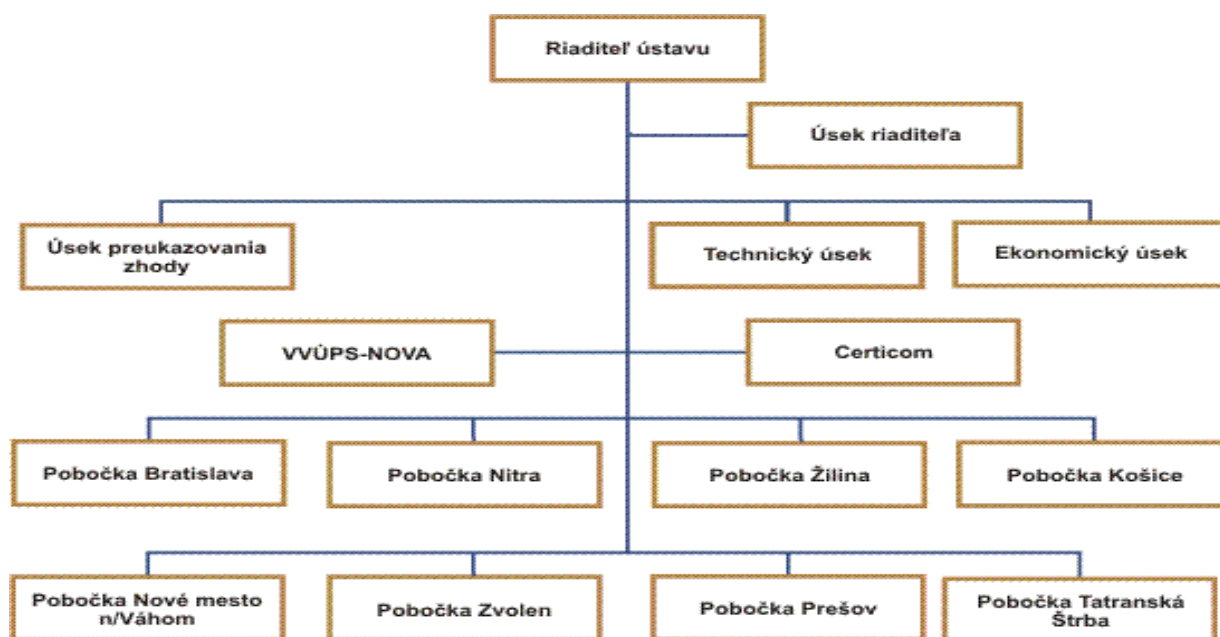 Riaditeľ ústavu
Úsek riaditeľa
Úsek preukazovania
zhody
Technický úsek
Ekonomický úsek
VVÚPS-NOVA
Certicom
Pobočka Bratislava
Pobočka Nitra
Pobočka Žilina
Pobočka Košice
Pobočka Nové mesto
n/Váhom
Pobočka Zvolen
Pobočka Prešov
Pobočka Tatranská
Štrba